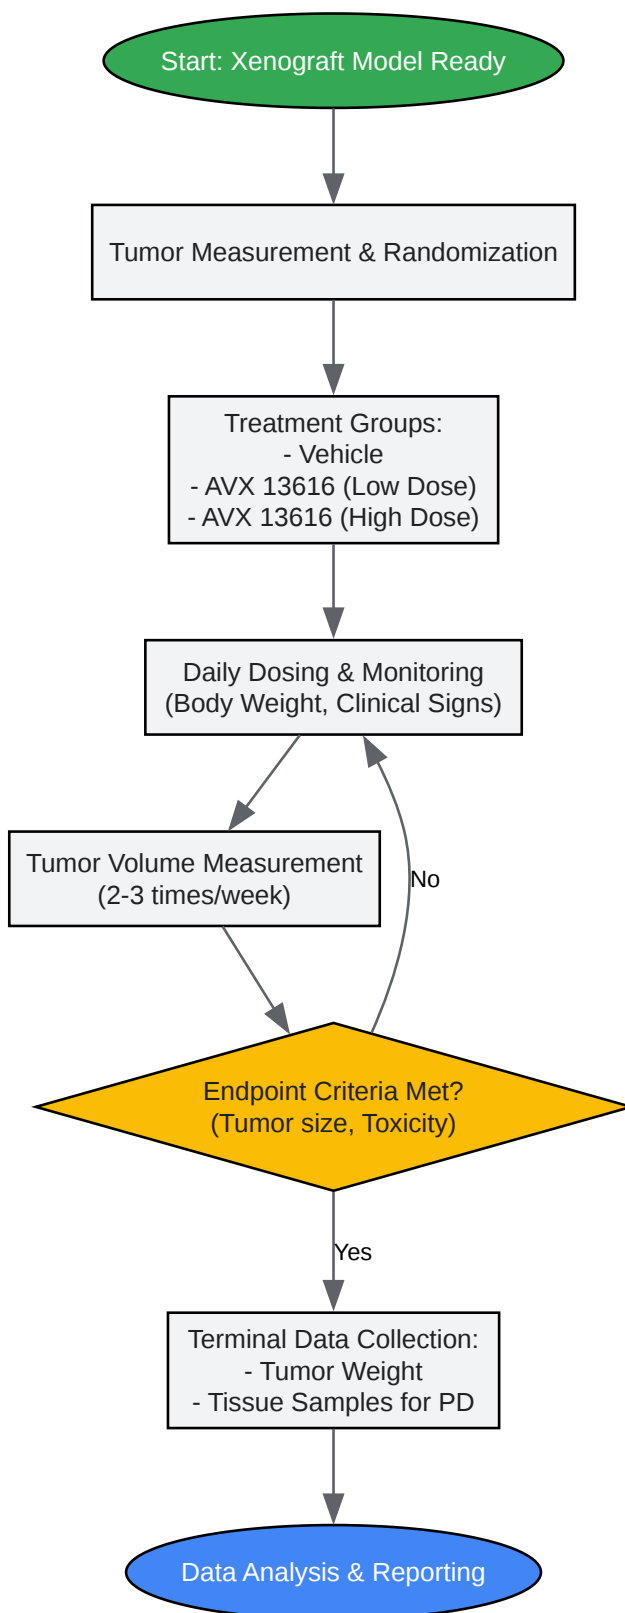 Start: Xenograft Model Ready
Tumor Measurement & Randomization
Treatment Groups:
- Vehicle
- AVX 13616 (Low Dose)
- AVX 13616 (High Dose)
Daily Dosing & Monitoring
(Body Weight, Clinical Signs)
Tumor Volume Measurement
(2-3 times/week)
No
Endpoint Criteria Met?
(Tumor size, Toxicity)
Yes
Terminal Data Collection:
- Tumor Weight
- Tissue Samples for PD
Data Analysis & Reporting